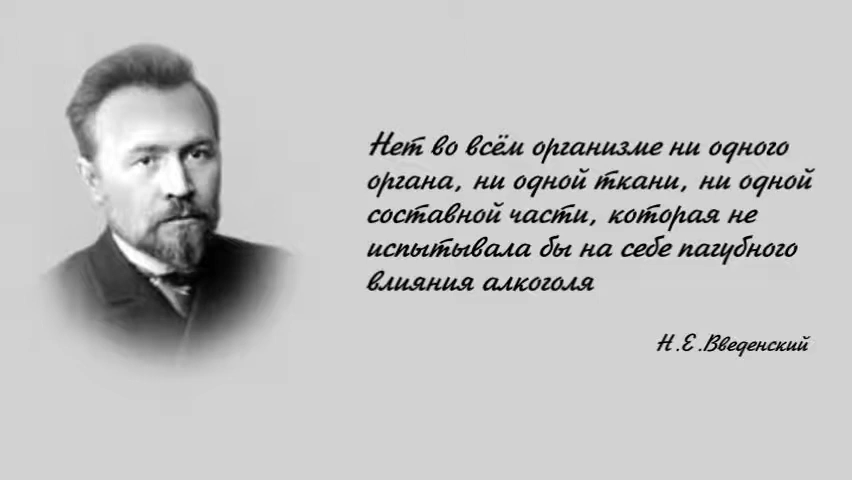 Нет во всём организме ни одного
органа, ни одной ткани, ни одной
составной части, которая не
испытывала бы на себе пагубного
влияния алкоголя
Н.Е.Введенский